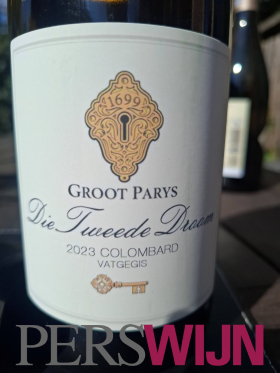 1699
GROOT PARYS
Die Tweede Droom
2023 COLOMBARD
VATGEGIS
PERSWIJN